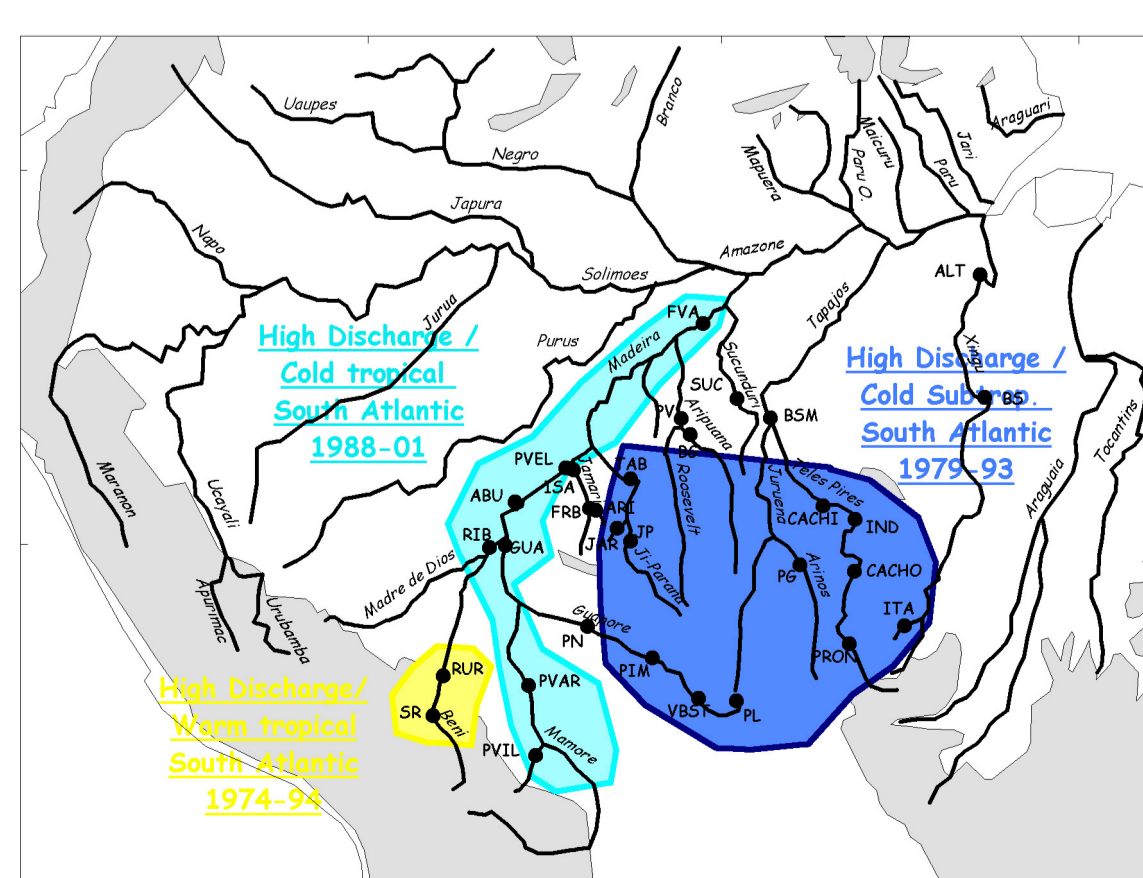 Uaupes
Branco
Araguari
Negro
Mapuera
Maicuru
Paru O.
Paru
Jari
Japura
Napo
Solimoes
Amazone
ALT
Jurua
FVA
Tapajos
High Discharge /
Cold tropical
South Atlantic
1988-01
Purus
Madeira
Sucunduri
Xingu
High Discharge /
Cold Subtrop.
South Atlantic
1979-93
SUC
BS
PV
BSM
Aripuana
Tocantins
Maranon
PVEL
ISA
Jamari
TAB
Roosevelt
Juruena
Teles Pires
Ucayali
ABU
FRB
ARI
CACHI
IND
Araguaia
RIB
GUA
JAR
JP
Ji-Parana
Madre de Dios
PG
Arinos
CACHO
Apurimac
Urubamba
Guapore
PN
ITA
PIM
PRON
RUR
High Discharge/
Warm tropical
South Atlantic
1974-94
SR
Beni
PVAR
VBST
PL
PVIL
Mamore